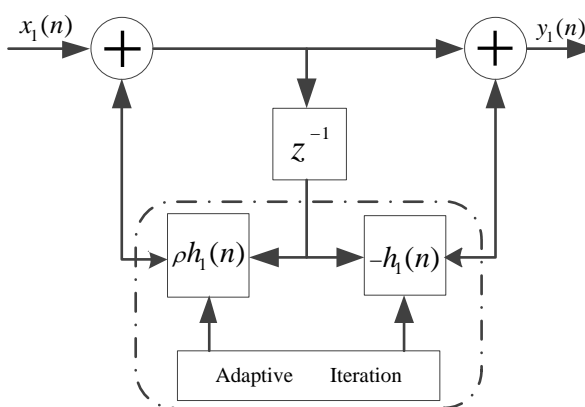 x₁(n)
y₁(n)
+
+
z⁻¹
ρh₁(n)
−h₁(n)
Adaptive Iteration